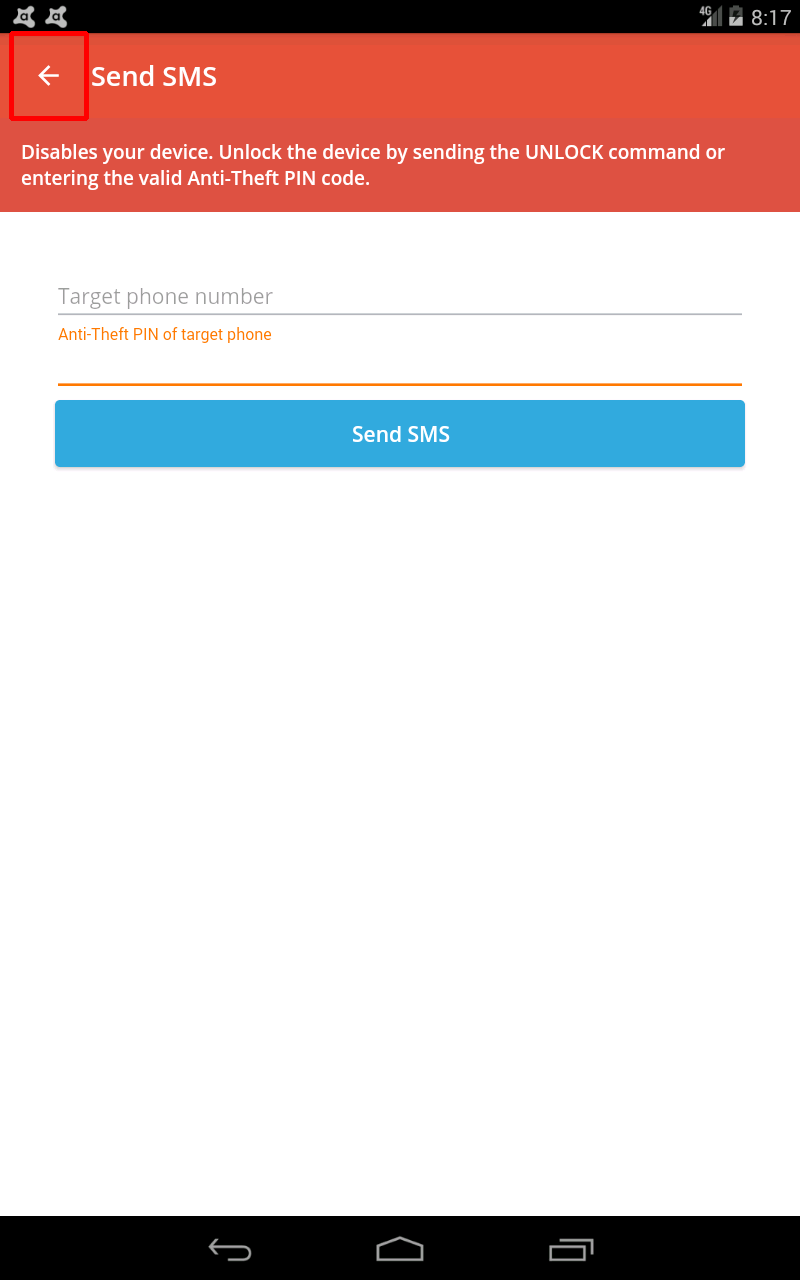 4G 8:17
Send SMS
Disables your device. Unlock the device by sending the UNLOCK command or
entering the valid Anti-Theft PIN code.
Target phone number
Anti-Theft PIN of target phone
Send SMS